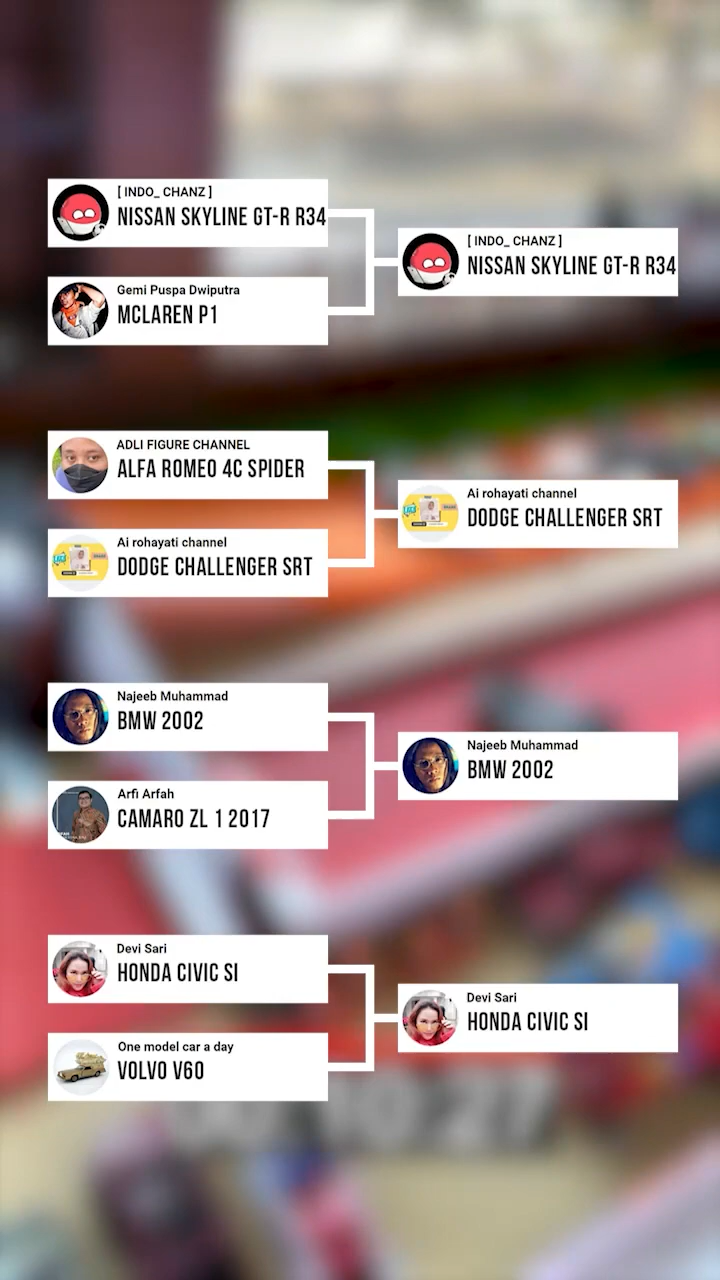 [ INDO_ CHANZ ]
NISSAN SKYLINE GT-R R34
Gemi Puspa Dwiputra
MCLAREN P1
[ INDO_ CHANZ ]
NISSAN SKYLINE GT-R R34
ADLI FIGURE CHANNEL
ALFA ROMEO 4C SPIDER
Ai rohayati channel
DODGE CHALLENGER SRT
Ai rohayati channel
DODGE CHALLENGER SRT
Najeeb Muhammad
BMW 2002
Arfi Arfah
CAMARO ZL 1 2017
Najeeb Muhammad
BMW 2002
Devi Sari
HONDA CIVIC SI
One model car a day
VOLVO V60
Devi Sari
HONDA CIVIC SI